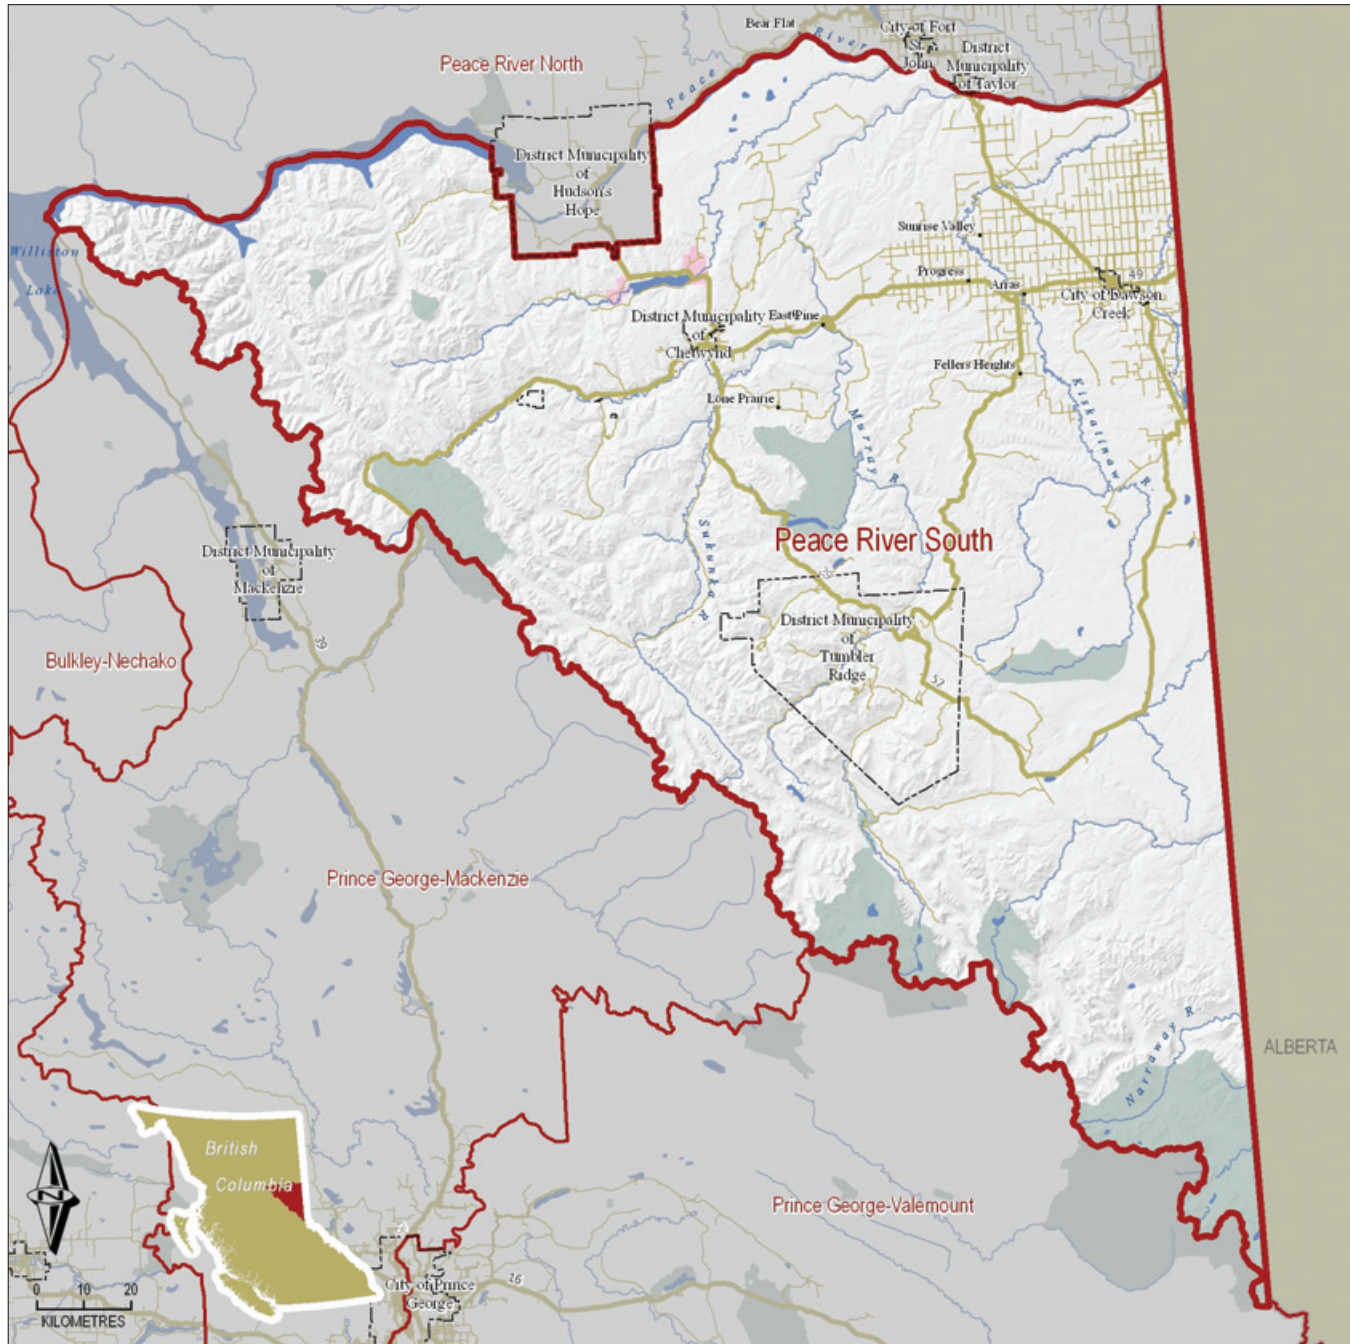 Bear Flat
City of Fort
St.
John
Peace River
District
Municipality
of Taylor
Peace River North
District Municipality
of
Hudson's
Hope
Williston
Lake
Sunrise Valley
Progress
Arras
49
City of Dawson
Creek
District Municipality
of
Chetwynd
East Pine
Fellers Heights
Lone Prairie
Kiskatinaw R.
Murray R.
Sukunka R.
Peace River South
District Municipality
of
Mackenzie
39
Bulkley-Nechako
District Municipality
of
Tumbler
Ridge
52
Prince George-Mackenzie
Narraway R.
ALBERTA
British
Columbia
N
Prince George-Valemount
City of Prince
George
16
0 10 20
KILOMETRES